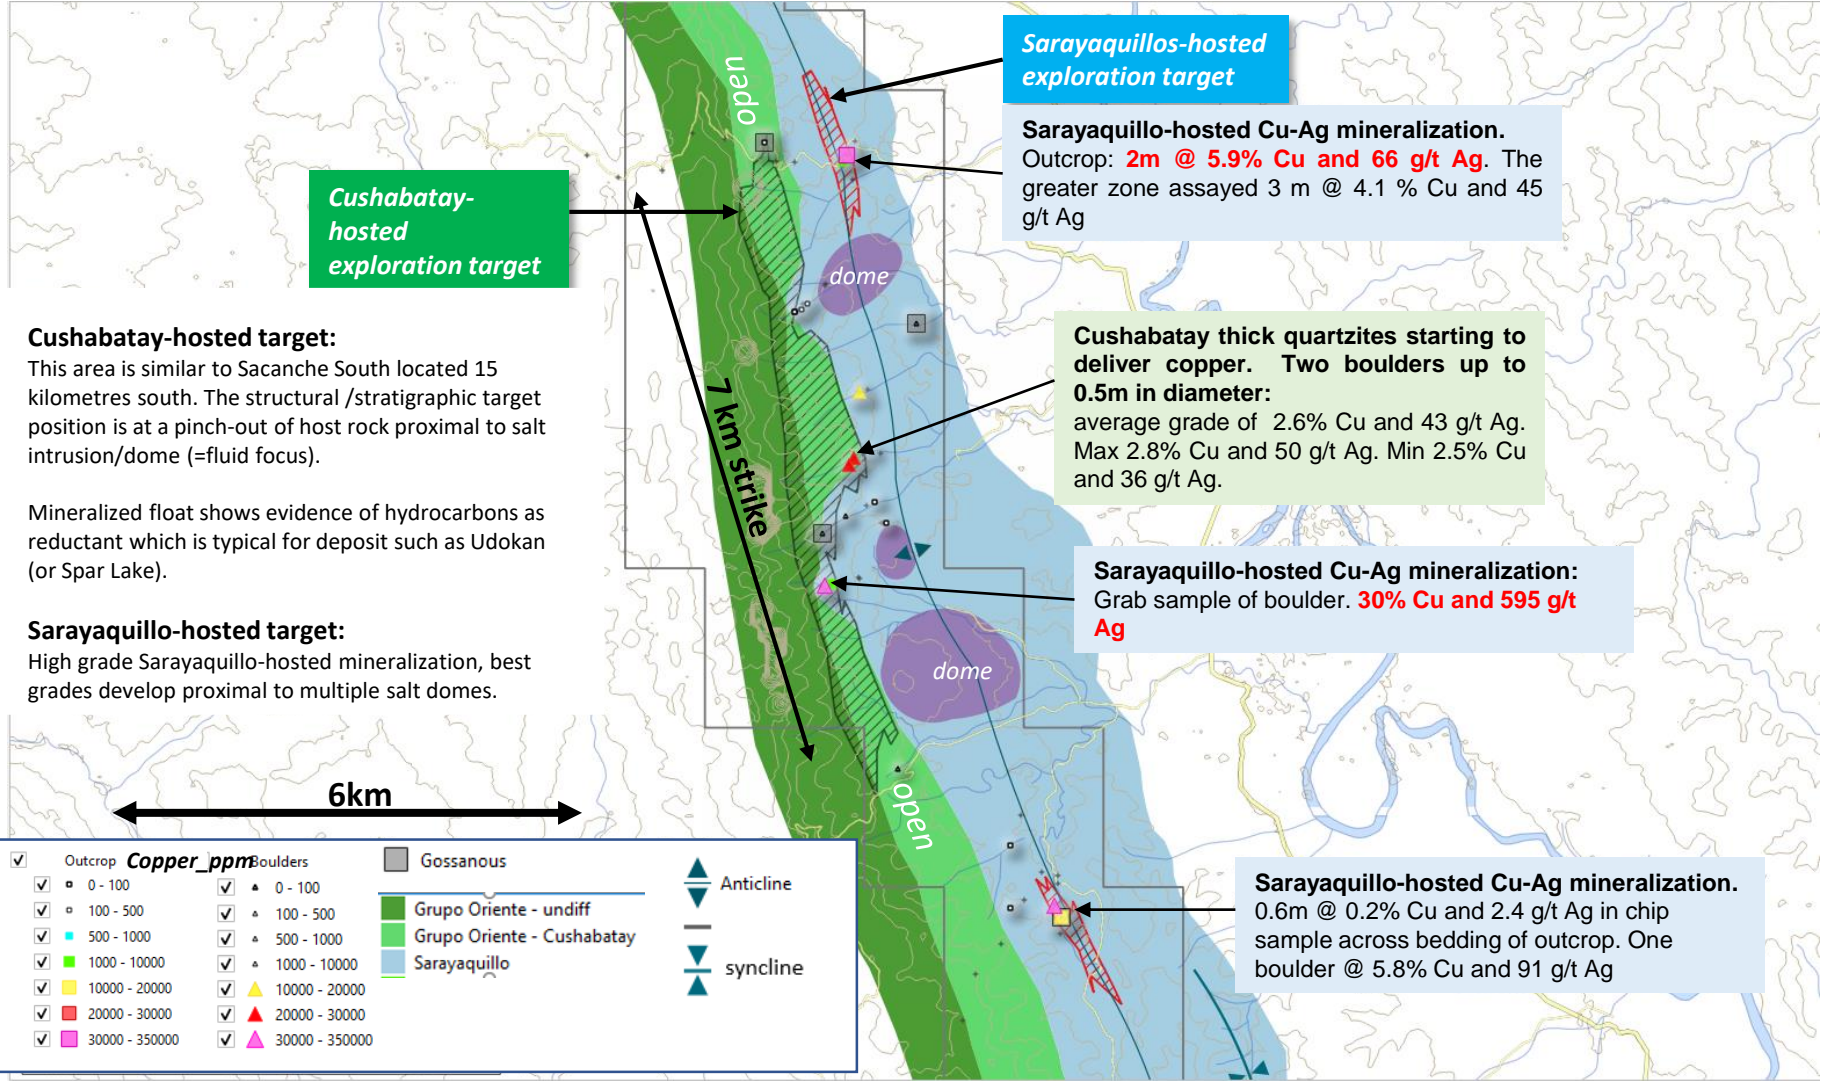 open
Sarayaquillos-hosted
exploration target
Sarayaquillo-hosted Cu-Ag mineralization.
Outcrop: 2m @ 5.9% Cu and 66 g/t Ag. The
greater zone assayed 3 m @ 4.1 % Cu and 45
g/t Ag
Cushabatay-
hosted
exploration target
dome
Cushabatay-hosted target:
This area is similar to Sacanche South located 15
kilometres south. The structural /stratigraphic target
position is at a pinch-out of host rock proximal to salt
intrusion/dome (=fluid focus).
Mineralized float shows evidence of hydrocarbons as
reductant which is typical for deposit such as Udokan
(or Spar Lake).
Sarayaquillo-hosted target:
High grade Sarayaquillo-hosted mineralization, best
grades develop proximal to multiple salt domes.
7 km strike
Cushabatay thick quartzites starting to
deliver copper. Two boulders up to
0.5m in diameter:
average grade of 2.6% Cu and 43 g/t Ag.
Max 2.8% Cu and 50 g/t Ag. Min 2.5% Cu
and 36 g/t Ag.
Sarayaquillo-hosted Cu-Ag mineralization:
Grab sample of boulder. 30% Cu and 595 g/t
Ag
dome
open
6km
Sarayaquillo-hosted Cu-Ag mineralization.
0.6m @ 0.2% Cu and 2.4 g/t Ag in chip
sample across bedding of outcrop. One
boulder @ 5.8% Cu and 91 g/t Ag
Outcrop Copper_ppm Boulders
0 - 100
100 - 500
500 - 1000
1000 - 10000
10000 - 20000
20000 - 30000
30000 - 350000
0 - 100
100 - 500
500 - 1000
1000 - 10000
10000 - 20000
20000 - 30000
30000 - 350000
Gossanous
Grupo Oriente - undiff
Grupo Oriente - Cushabatay
Sarayaquillo
Anticline
syncline